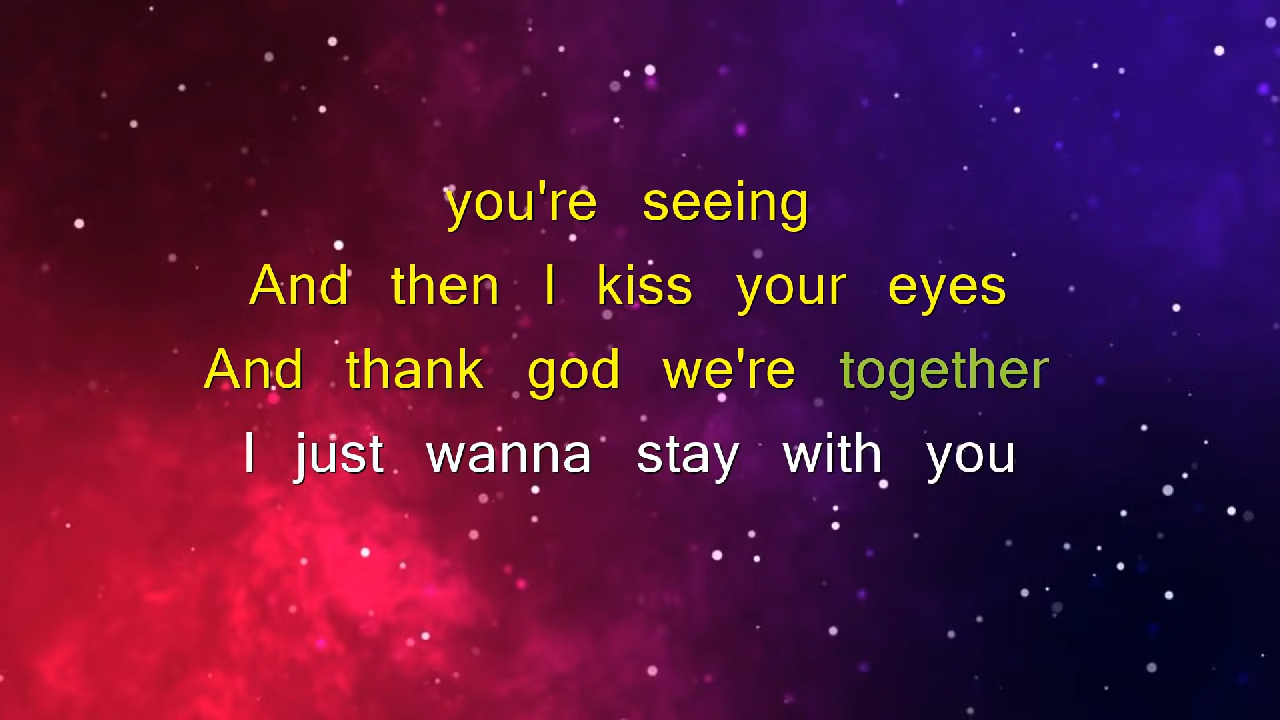 you're seeing
And then I kiss your eyes
And thank god we're together
I just wanna stay with you